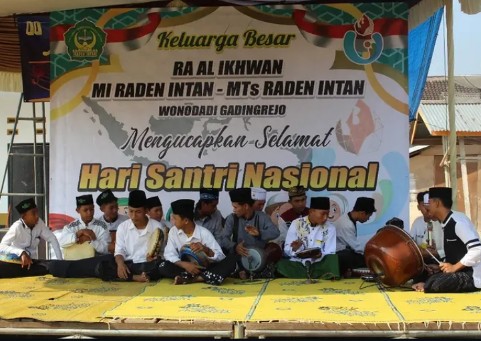 Keluarga Besar
RA AL IKHWAN
MI RADEN INTAN - MTs RADEN INTAN
WONODADI GADINGREJO
Mengucapkan Selamat
Hari Santri Nasional